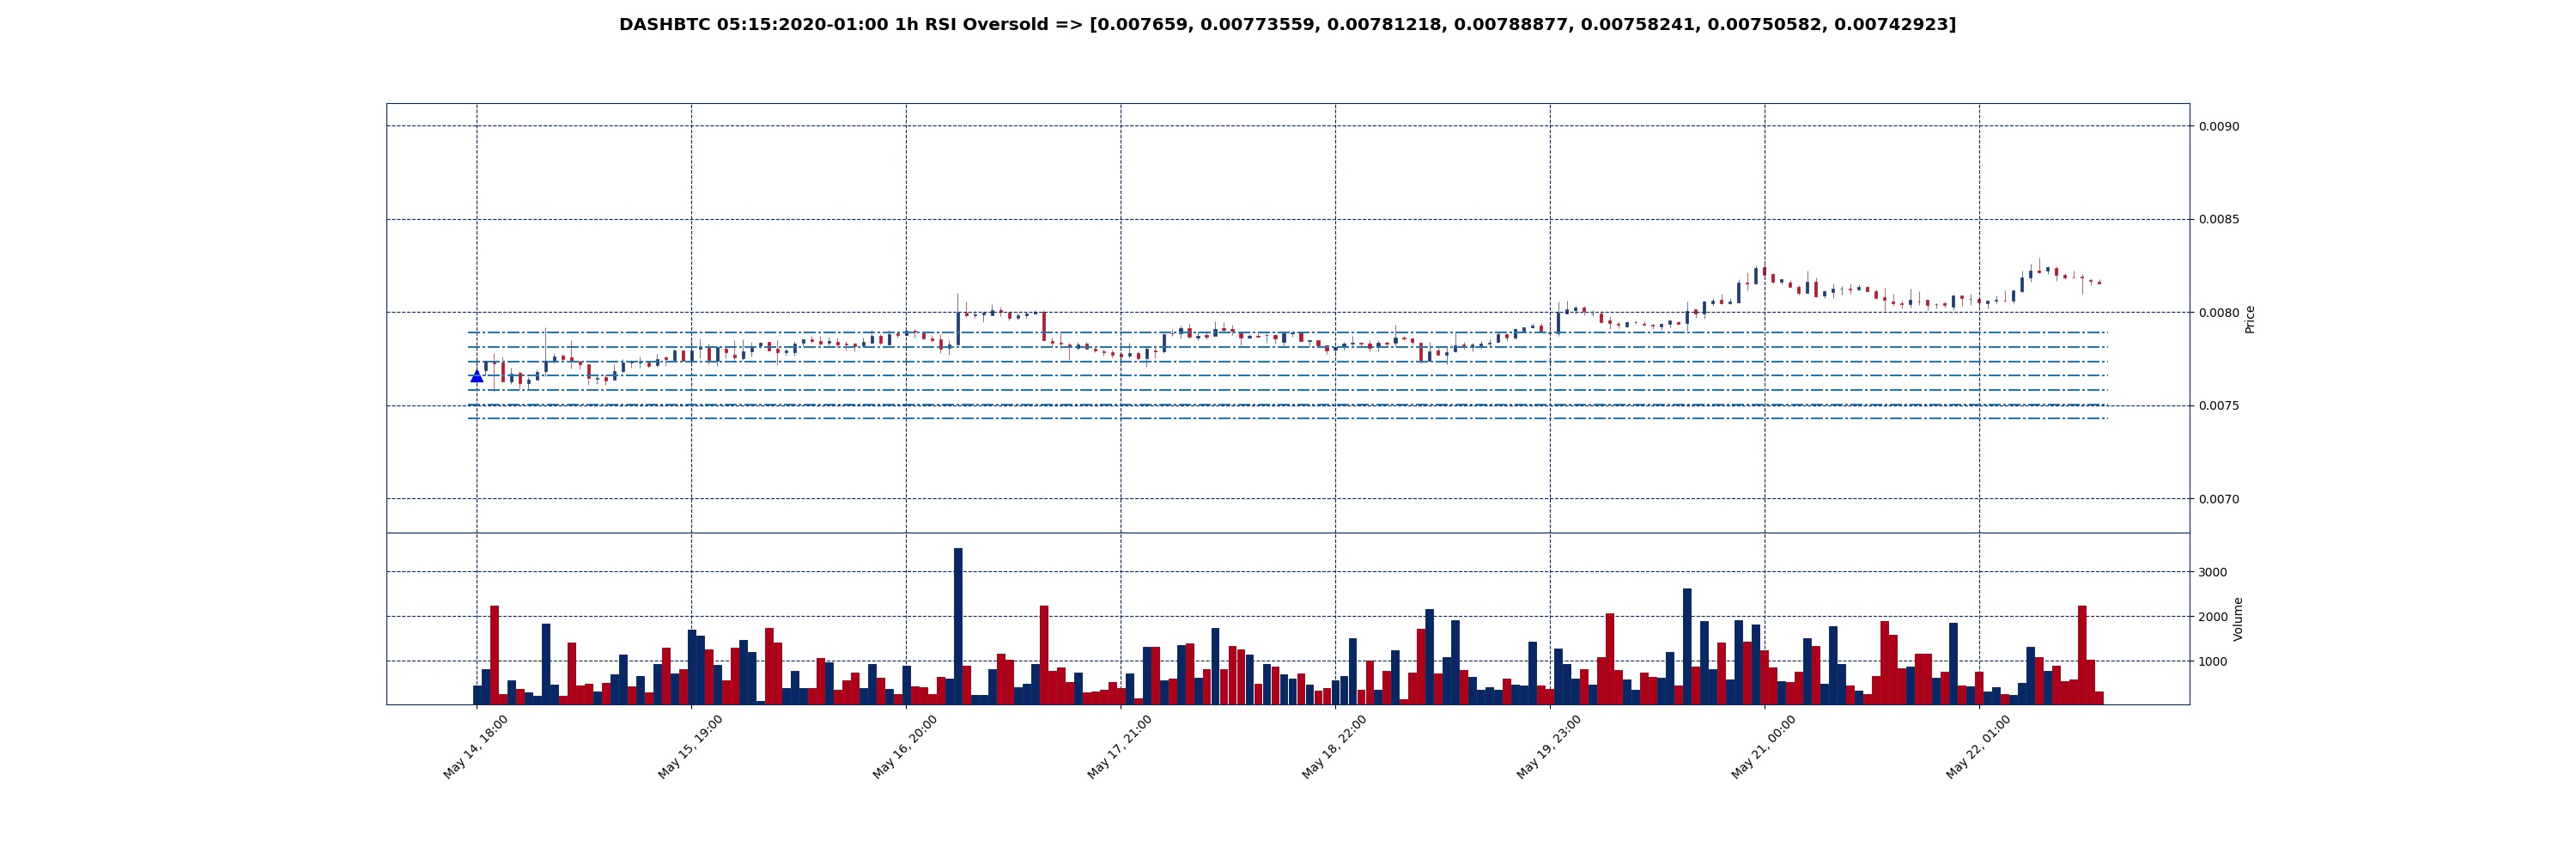 DASHBTC 05:15:2020-01:00 1h RSI Oversold => [0.007659, 0.00773559, 0.00781218, 0.00788877, 0.00758241, 0.00750582, 0.00742923]
0.0090
0.0085
0.0080
Price
0.0075
0.0070
3000
2000
Volume
1000
May 14, 18:00
May 15, 19:00
May 16, 20:00
May 17, 21:00
May 18, 22:00
May 19, 23:00
May 21, 00:00
May 22, 01:00